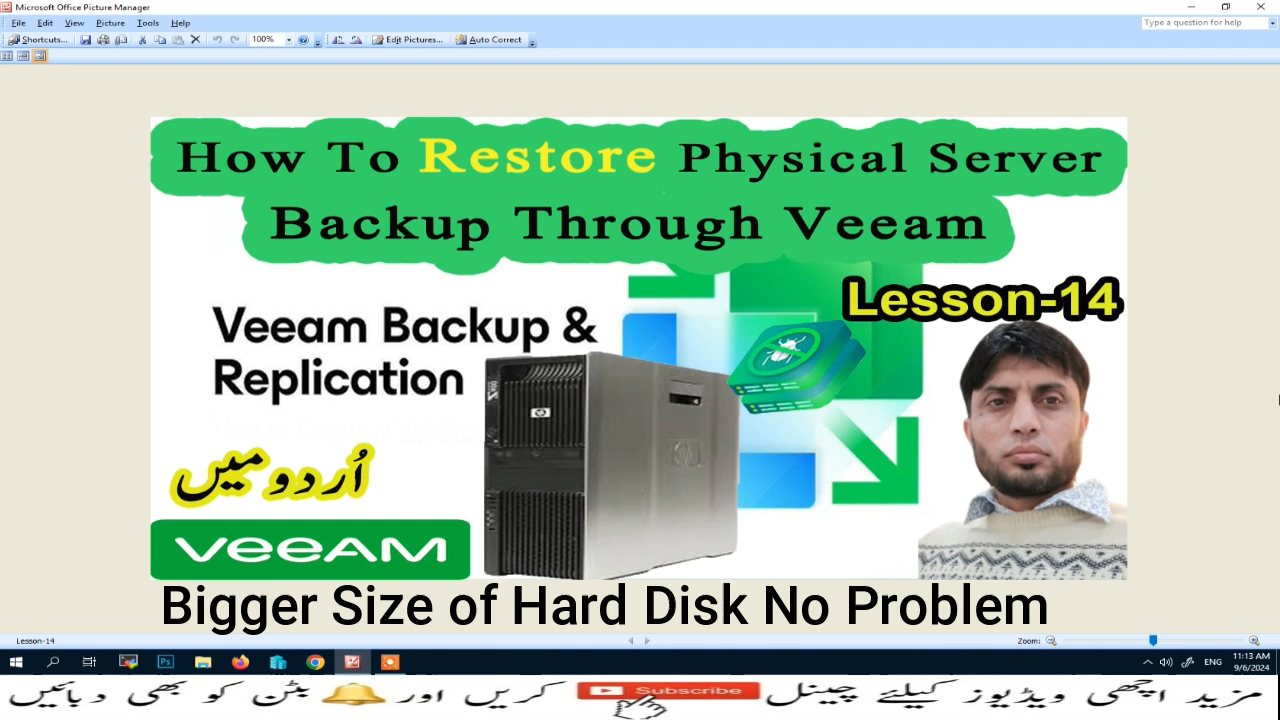 Microsoft Office Picture Manager
File Edit View Picture Tools Help
Type a question for help
Shortcuts... 100% Edit Pictures... Auto Correct
How To Restore Physical Server
Backup Through Veeam
Lesson-14
Veeam Backup &
Replication
Z600
hp
اُردو میں
veeAM
Bigger Size of Hard Disk No Problem
Lesson-14
Zoom:
Ps
ENG
11:13 AM
9/6/2024
مزید اچھی ویڈیوز کیلئے چینل Subscribe کریں اور بٹن کو بھی دبائیں